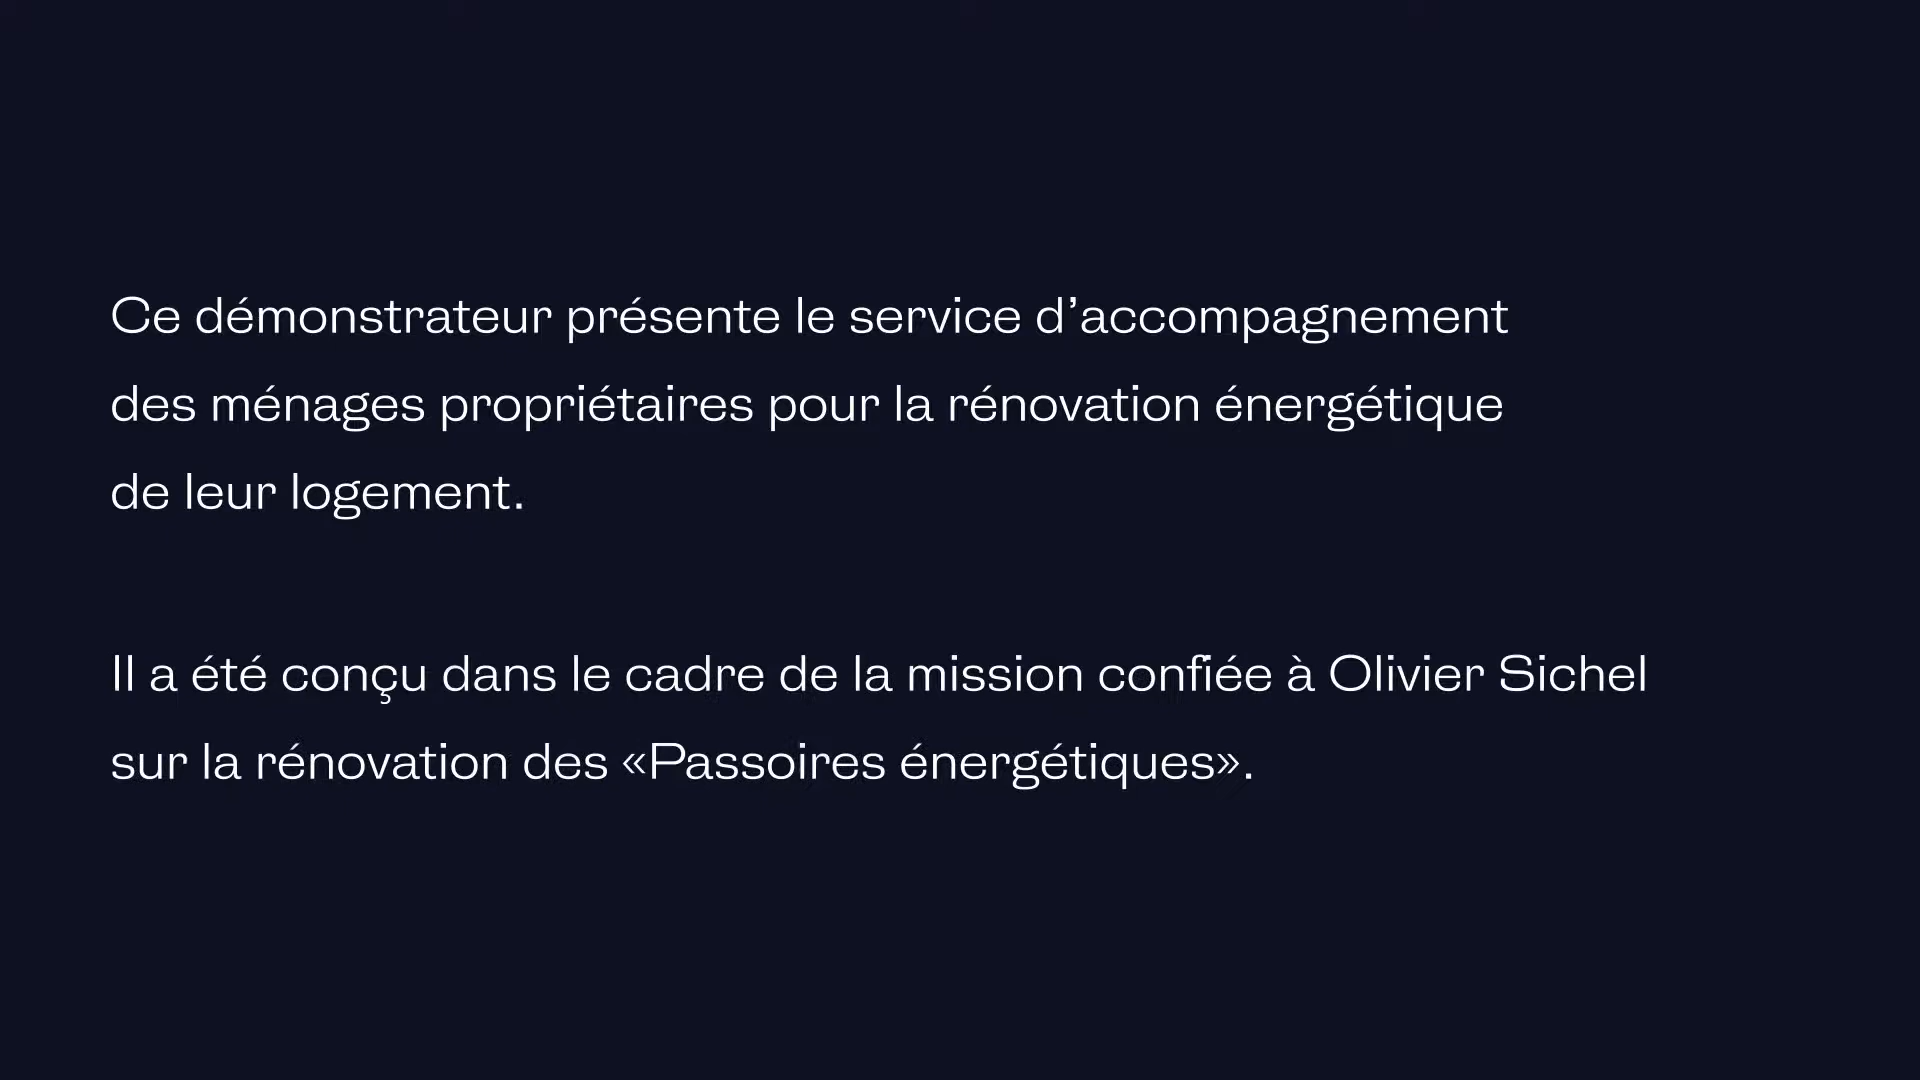 Ce démonstrateur présente le service d’accompagnement
des ménages propriétaires pour la rénovation énergétique
de leur logement.
Il a été conçu dans le cadre de la mission confiée à Olivier Sichel
sur la rénovation des «Passoires énergétiques».